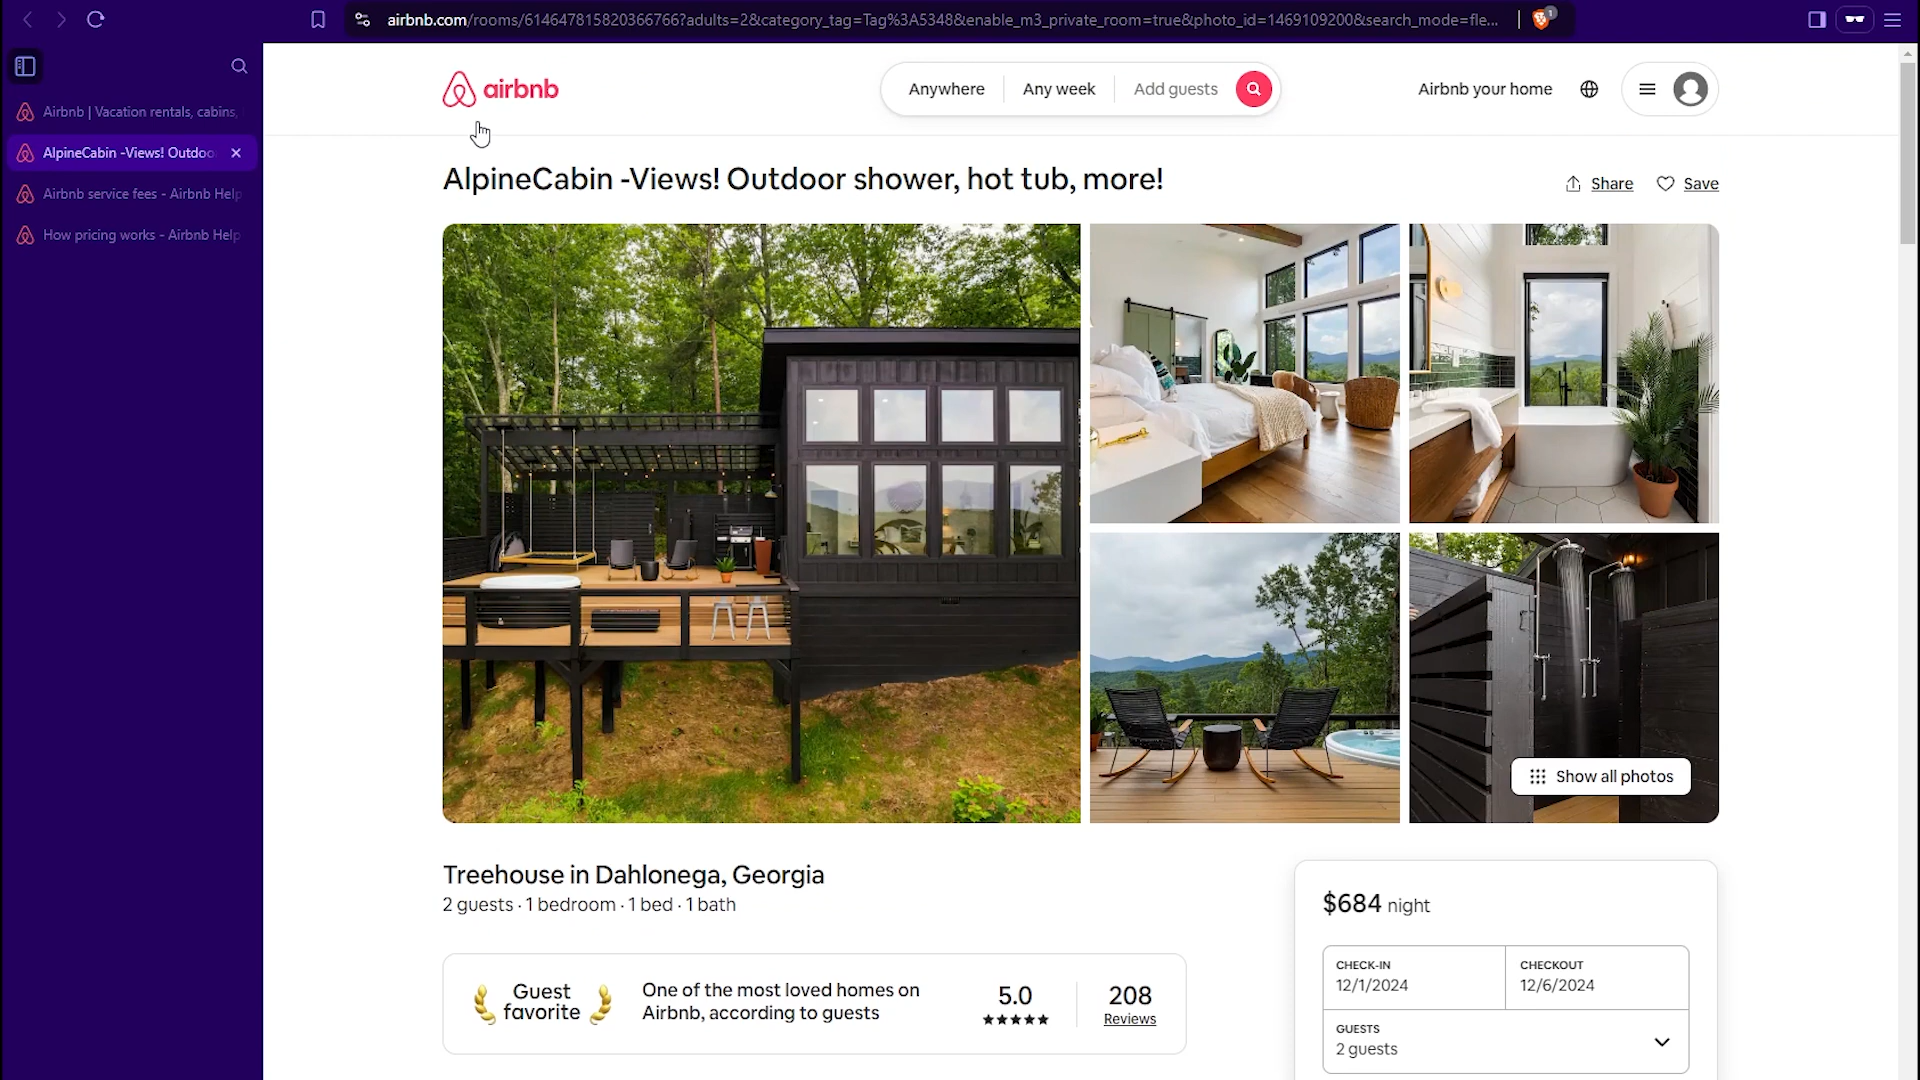 airbnb.com/rooms/614647815820366766?adults=2&category_tag=Tag%3A5348&enable_m3_private_room=true&photo_id=1469109200&search_mode=fle...
1
Airbnb | Vacation rentals, cabins,
AlpineCabin -Views! Outdoo
Airbnb service fees - Airbnb Help
How pricing works - Airbnb Help
airbnb
Anywhere
Any week
Add guests
Airbnb your home
AlpineCabin -Views! Outdoor shower, hot tub, more!
Share
Save
Show all photos
Treehouse in Dahlonega, Georgia
2 guests · 1 bedroom · 1 bed · 1 bath
Guest
favorite
One of the most loved homes on
Airbnb, according to guests
5.0
208
Reviews
$684 night
CHECK-IN
12/1/2024
CHECKOUT
12/6/2024
GUESTS
2 guests